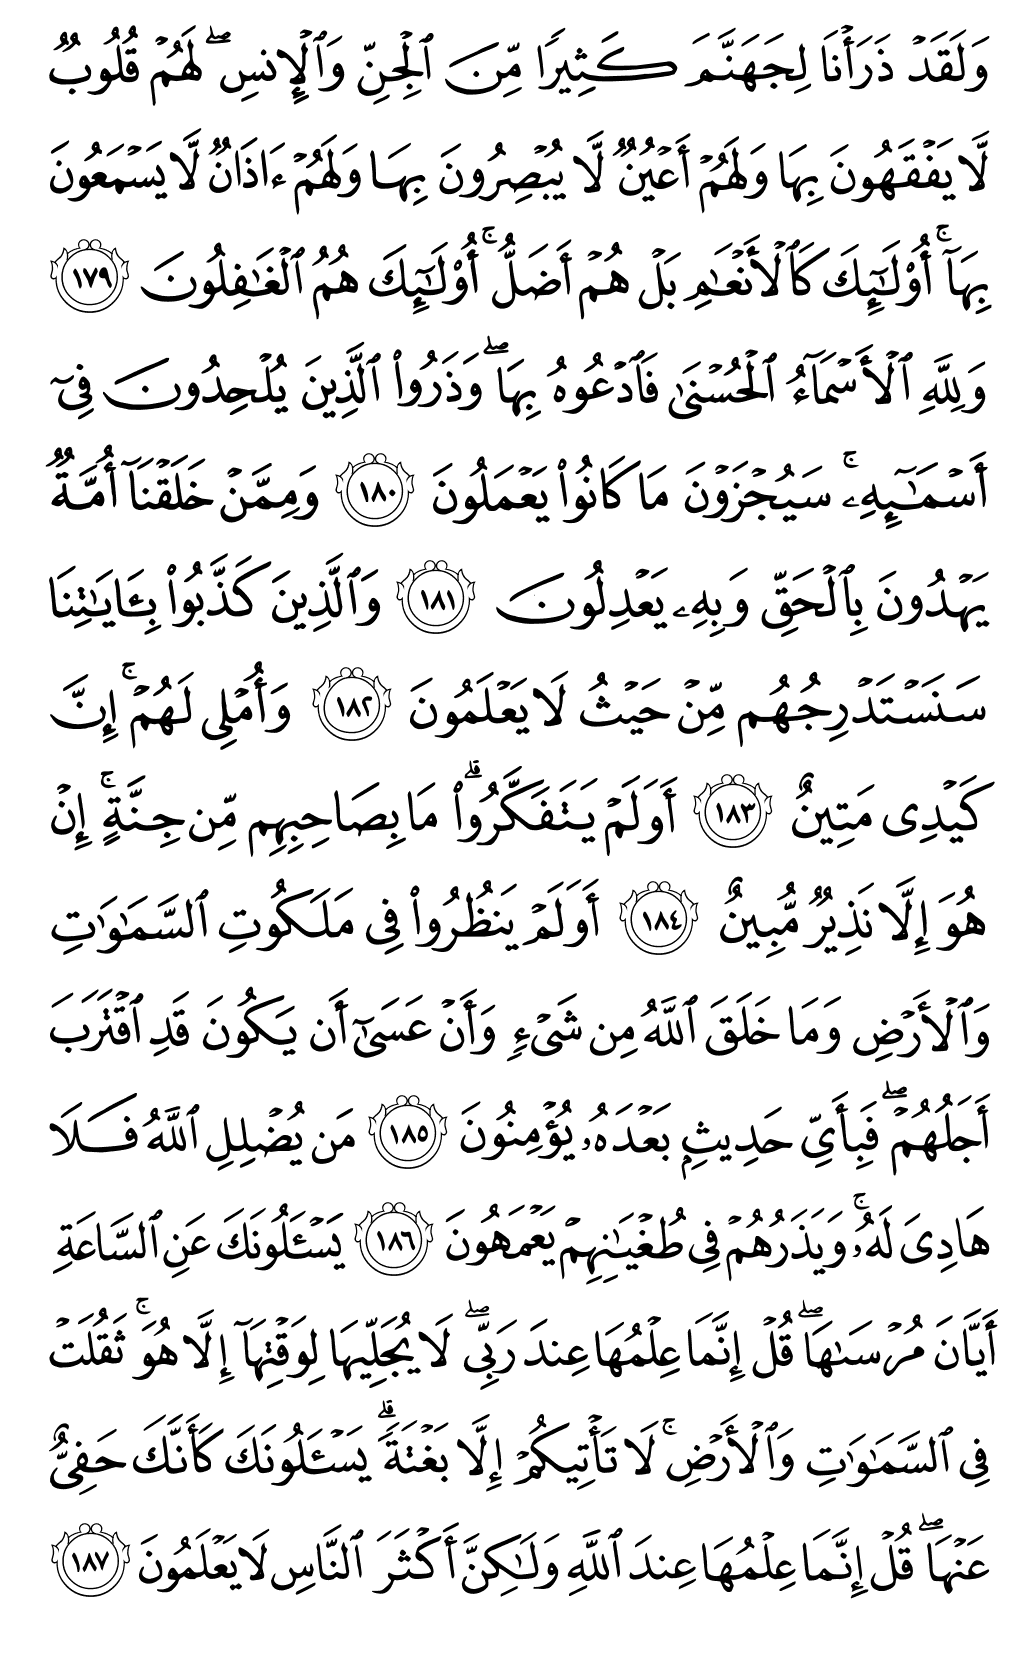 وَلَقَدۡ ذَرَأۡنَا لِجَهَنَّمَ كَثِيرٗا مِّنَ ٱلۡجِنِّ وَٱلۡإِنسِۖ لَهُمۡ قُلُوبٞ
لَّا يَفۡقَهُونَ بِهَا وَلَهُمۡ أَعۡيُنٞ لَّا يُبۡصِرُونَ بِهَا وَلَهُمۡ ءَاذَانٞ لَّا يَسۡمَعُونَ
بِهَآۚ أُوْلَٰٓئِكَ كَٱلۡأَنۡعَٰمِ بَلۡ هُمۡ أَضَلُّۚ أُوْلَٰٓئِكَ هُمُ ٱلۡغَٰفِلُونَ ١٧٩
وَلِلَّهِ ٱلۡأَسۡمَآءُ ٱلۡحُسۡنَىٰ فَٱدۡعُوهُ بِهَاۖ وَذَرُواْ ٱلَّذِينَ يُلۡحِدُونَ فِيٓ
أَسۡمَٰٓئِهِۦۚ سَيُجۡزَوۡنَ مَا كَانُواْ يَعۡمَلُونَ ١٨٠ وَمِمَّنۡ خَلَقۡنَآ أُمَّةٞ
يَهۡدُونَ بِٱلۡحَقِّ وَبِهِۦ يَعۡدِلُونَ ١٨١ وَٱلَّذِينَ كَذَّبُواْ بِـَٔايَٰتِنَا
سَنَسۡتَدۡرِجُهُم مِّنۡ حَيۡثُ لَا يَعۡلَمُونَ ١٨٢ وَأُمۡلِي لَهُمۡۚ إِنَّ
كَيۡدِي مَتِينٌ ١٨٣ أَوَلَمۡ يَتَفَكَّرُواْۗ مَا بِصَاحِبِهِم مِّن جِنَّةٍۚ إِنۡ
هُوَ إِلَّا نَذِيرٞ مُّبِينٌ ١٨٤ أَوَلَمۡ يَنظُرُواْ فِي مَلَكُوتِ ٱلسَّمَٰوَٰتِ
وَٱلۡأَرۡضِ وَمَا خَلَقَ ٱللَّهُ مِن شَيۡءٖ وَأَنۡ عَسَىٰٓ أَن يَكُونَ قَدِ ٱقۡتَرَبَ
أَجَلُهُمۡۖ فَبِأَيِّ حَدِيثِۭ بَعۡدَهُۥ يُؤۡمِنُونَ ١٨٥ مَن يُضۡلِلِ ٱللَّهُ فَلَا
هَادِيَ لَهُۥۚ وَيَذَرُهُمۡ فِي طُغۡيَٰنِهِمۡ يَعۡمَهُونَ ١٨٦ يَسۡـَٔلُونَكَ عَنِ ٱلسَّاعَةِ
أَيَّانَ مُرۡسَىٰهَاۖ قُلۡ إِنَّمَا عِلۡمُهَا عِندَ رَبِّيۖ لَا يُجَلِّيهَا لِوَقۡتِهَآ إِلَّا هُوَۚ ثَقُلَتۡ
فِي ٱلسَّمَٰوَٰتِ وَٱلۡأَرۡضِۚ لَا تَأۡتِيكُمۡ إِلَّا بَغۡتَةٗۗ يَسۡـَٔلُونَكَ كَأَنَّكَ حَفِيٌّ
عَنۡهَاۖ قُلۡ إِنَّمَا عِلۡمُهَا عِندَ ٱللَّهِ وَلَٰكِنَّ أَكۡثَرَ ٱلنَّاسِ لَا يَعۡلَمُونَ ١٨٧